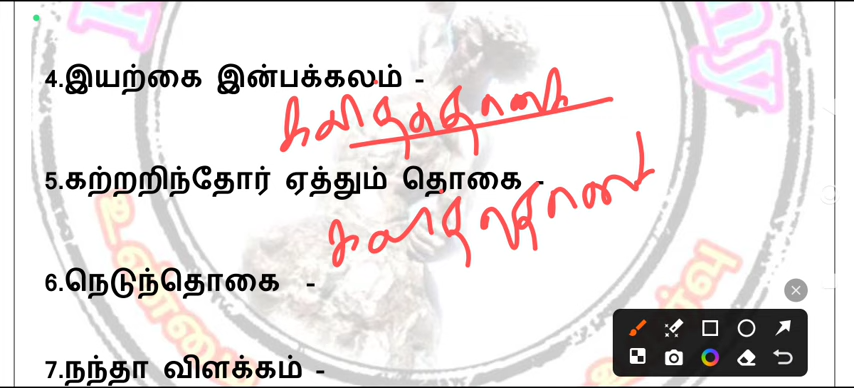 4.இயற்கை இன்பக்கலம் -
கலித்தொகை
5.கற்றறிந்தோர் ஏத்தும் தொகை -
கலித்தொகை
6.நெடுந்தொகை -
7.நந்தா விளக்கம் -